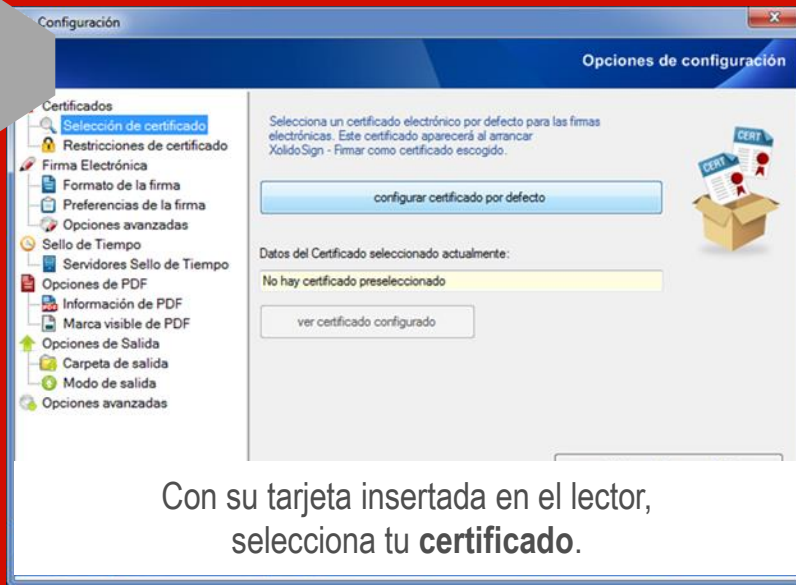 Configuración
Opciones de configuración
Certificados
Selección de certificado
Restricciones de certificado
Firma Electrónica
Formato de la firma
Preferencias de la firma
Opciones avanzadas
Sello de Tiempo
Servidores Sello de Tiempo
Opciones de PDF
Información de PDF
Marca visible de PDF
Opciones de Salida
Carpeta de salida
Modo de salida
Opciones avanzadas
Selecciona un certificado electrónico por defecto para las firmas
electrónicas. Este certificado aparecerá al arrancar
XolidoSign - Firmar como certificado escogido.
CERT
CERT
configurar certificado por defecto
Datos del Certificado seleccionado actualmente:
No hay certificado preseleccionado
ver certificado configurado
Con su tarjeta insertada en el lector,
selecciona tu certificado.